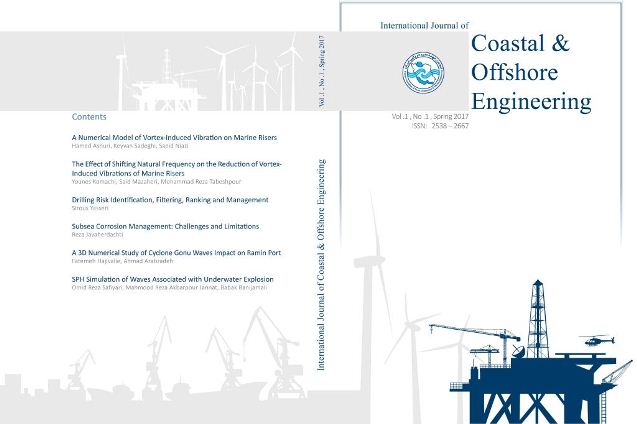 International Journal of
Coastal &
Offshore
Engineering
Vol .1 , No .1 , Spring 2017
ISSN: 2538 – 2667
Vol .1 , No .1 , Spring 2017
International Journal of Coastal & Offshore Engineering
Contents
A Numerical Model of Vortex-Induced Vibration on Marine Risers
Hamed Ashuri, Keyvan Sadeghi, Saeid Niazi
The Effect of Shifting Natural Frequency on the Reduction of Vortex-
Induced Vibrations of Marine Risers
Younes Komachi, Said Mazaheri, Mohammad Reza Tabeshpour
Drilling Risk Identification, Filtering, Ranking and Management
Sirous Yasseri
Subsea Corrosion Management: Challenges and Limitations
Reza Javaherdashti
A 3D Numerical Study of Cyclone Gonu Waves Impact on Ramin Port
Fatemeh Hajivalie, Ahmad Arabzadeh
SPH Simulation of Waves Associated with Underwater Explosion
Omid Reza Safiyari, Mahmood Reza Akbarpour Jannat, Babak Banijamali